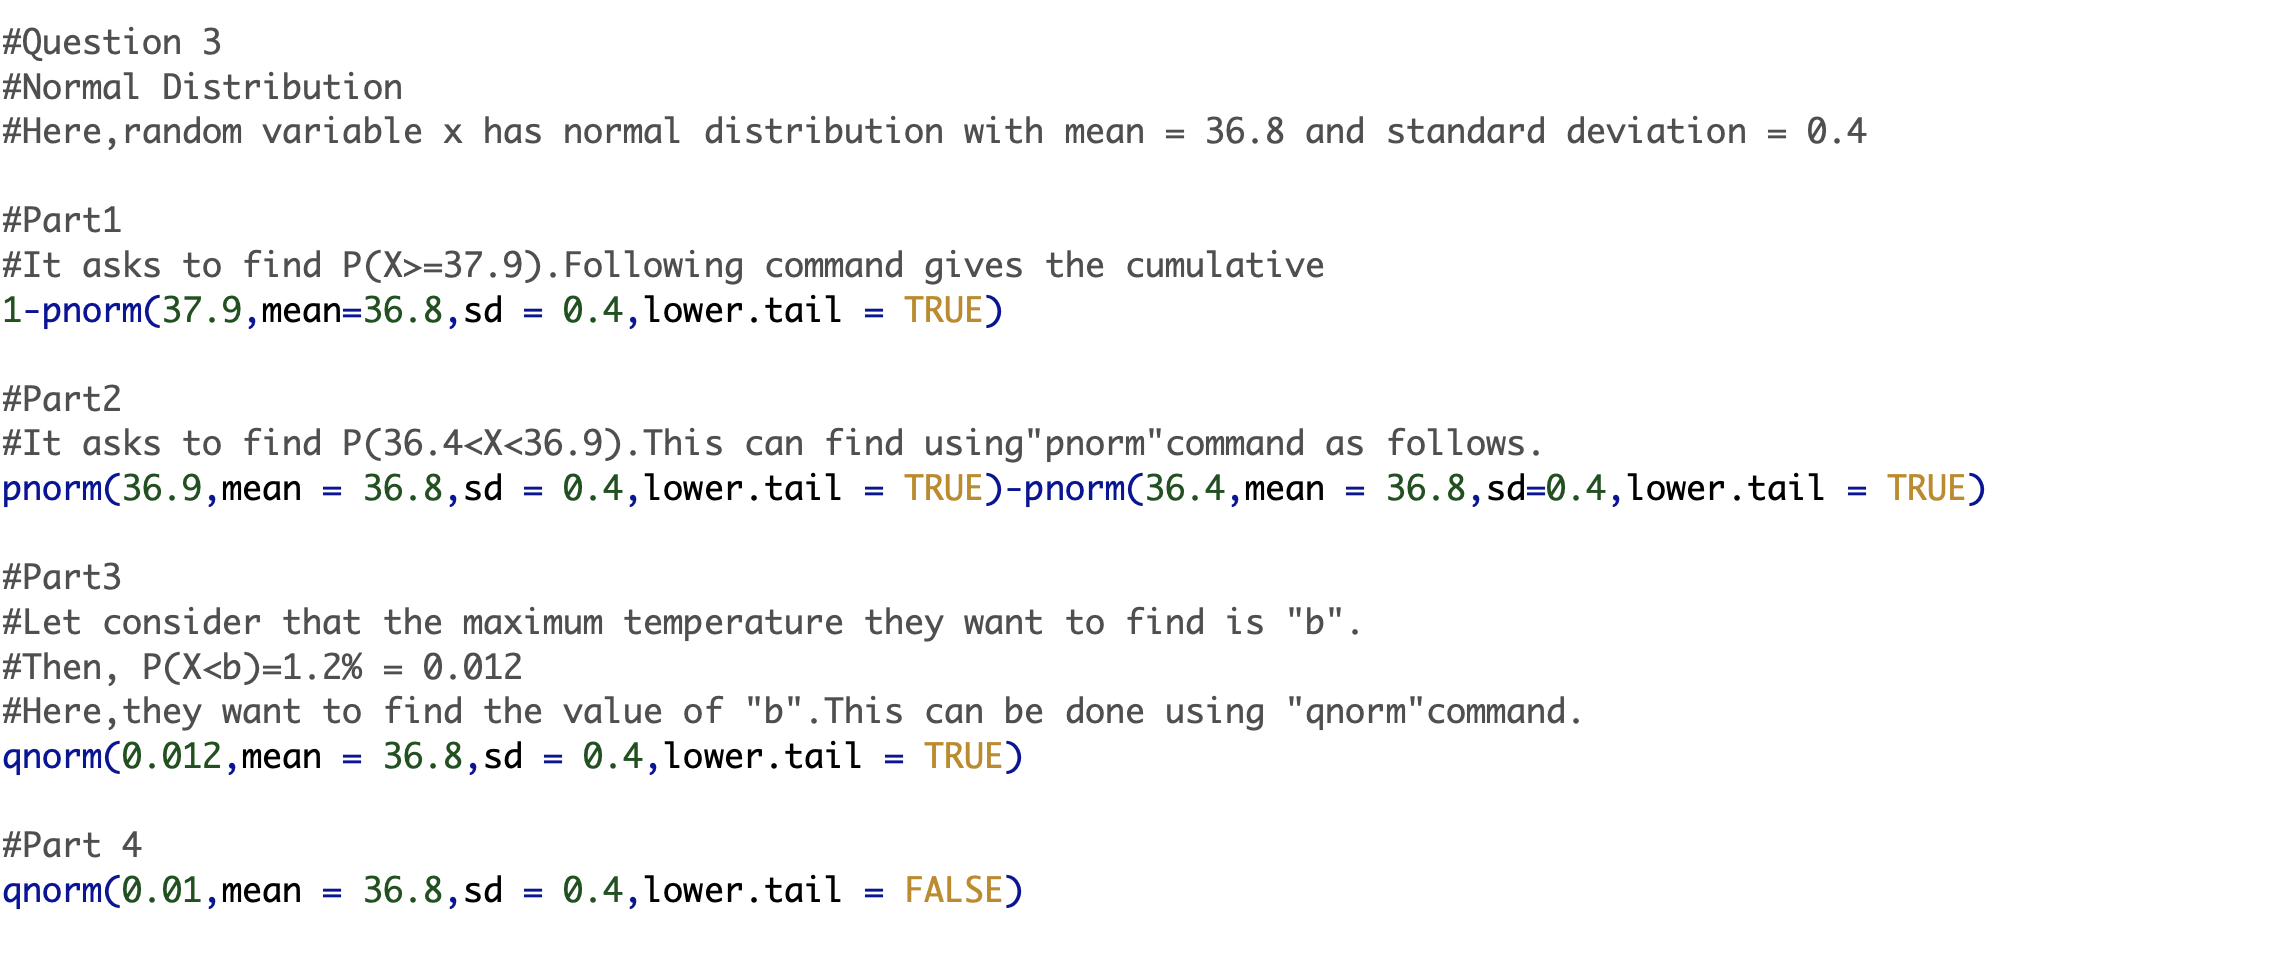 #Question 3
#Normal Distribution
#Here,random variable x has normal distribution with mean = 36.8 and standard deviation = 0.4
#Part1
#It asks to find P(X>=37.9).Following command gives the cumulative
1-pnorm(37.9,mean=36.8,sd = 0.4,lower.tail = TRUE)
#Part2
#It asks to find P(36.4<X<36.9).This can find using"pnorm"command as follows.
pnorm(36.9,mean = 36.8,sd = 0.4,lower.tail = TRUE)-pnorm(36.4,mean = 36.8,sd=0.4,lower.tail = TRUE)
#Part3
#Let consider that the maximum temperature they want to find is "b".
#Then, P(X<b)=1.2% = 0.012
#Here,they want to find the value of "b".This can be done using "qnorm"command.
qnorm(0.012,mean = 36.8,sd = 0.4,lower.tail = TRUE)
#Part 4
qnorm(0.01,mean = 36.8,sd = 0.4,lower.tail = FALSE)